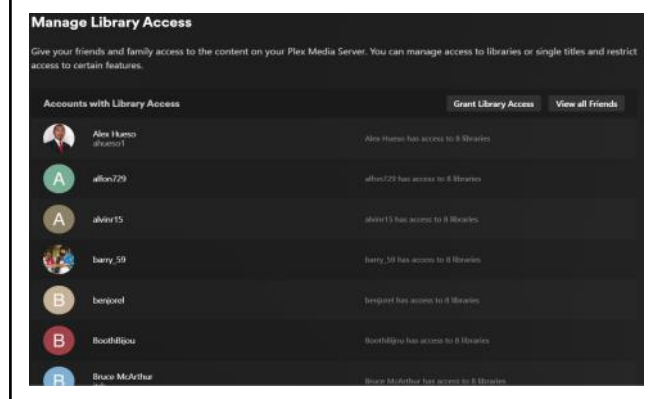 Manage Library Access
Give your friends and family access to the content on your Plex Media Server. You can manage access to libraries or single titles and restrict
access to certain features.
Accounts with Library Access
Grant Library Access
View all Friends
Alex Hueso
ahueso1
Alex Hueso has access to 8 libraries
A
alfon729
alfon729 has access to 8 libraries
A
alvinr15
alvinr15 has access to 8 libraries
barry_59
barry_59 has access to 8 libraries
B
benjorel
benjorel has access to 8 libraries
B
BoothBijou
BoothBijou has access to 8 libraries
B
Bruce McArthur
Bruce McArthur has access to 8 libraries